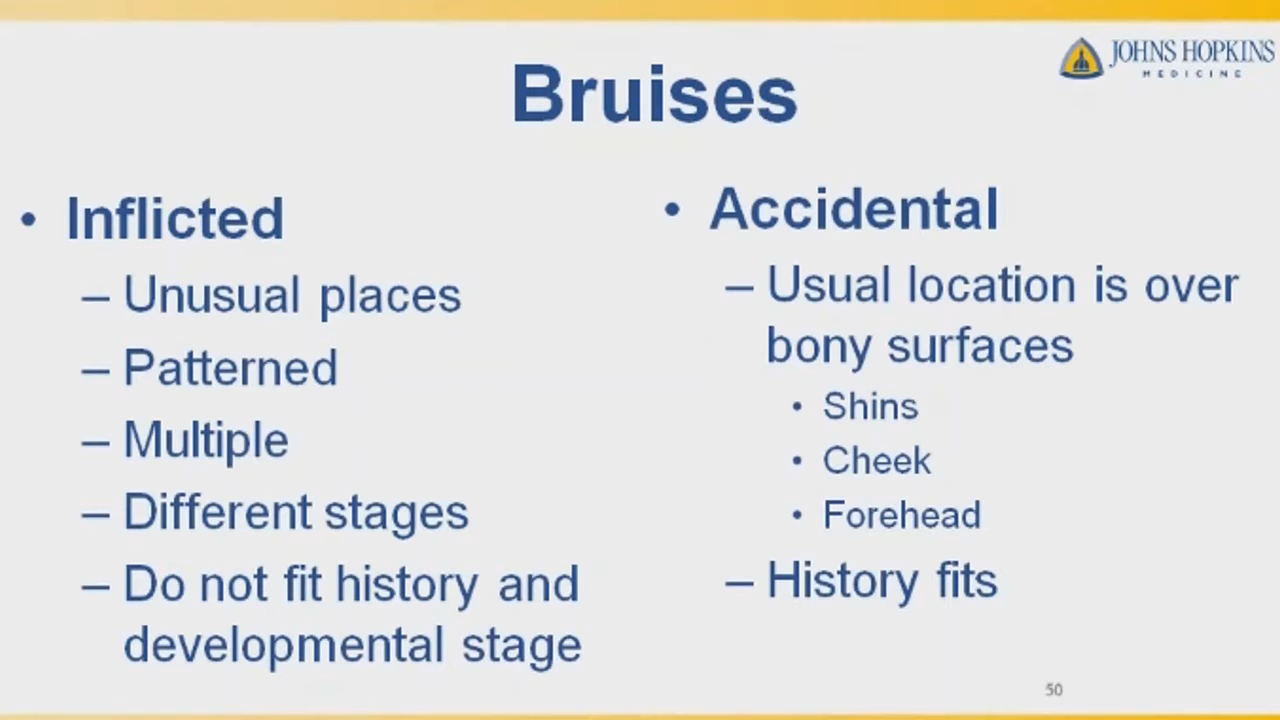 JOHNS HOPKINS
MEDICINE
Bruises
• Inflicted
– Unusual places
– Patterned
– Multiple
– Different stages
– Do not fit history and
developmental stage
• Accidental
– Usual location is over
bony surfaces
• Shins
• Cheek
• Forehead
– History fits
50